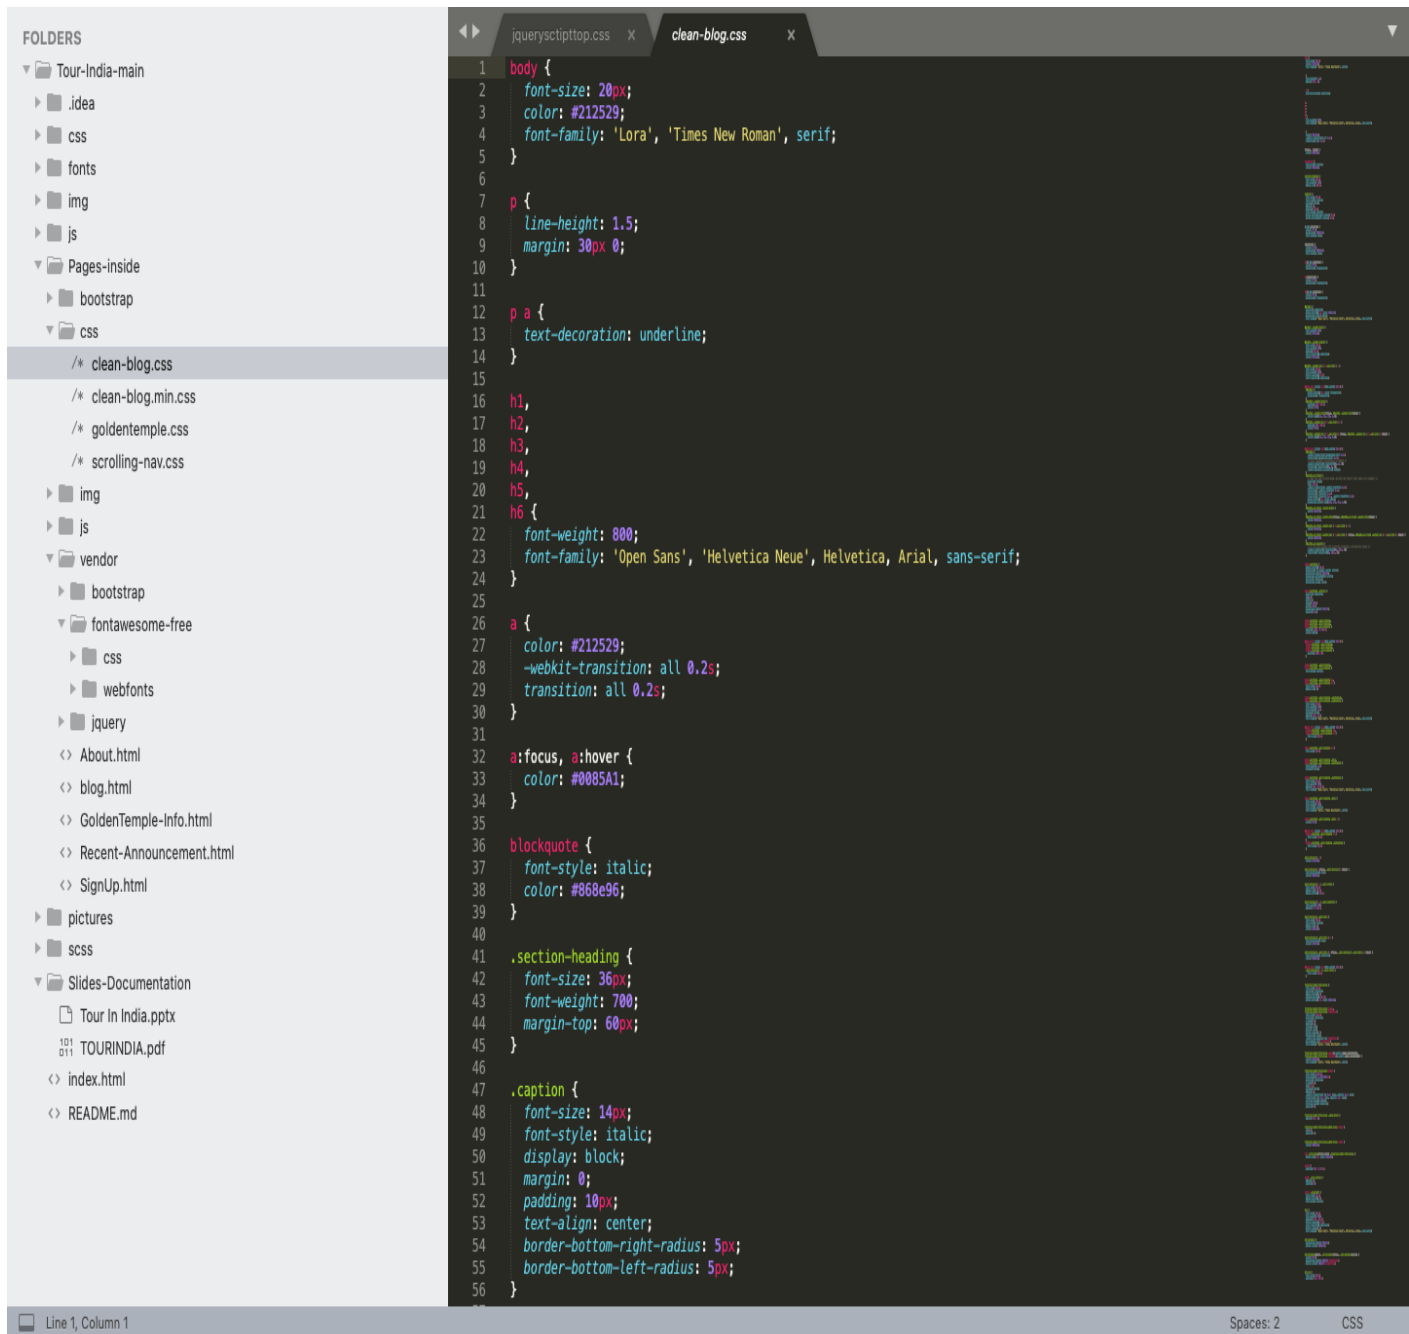 FOLDERS
Tour-India-main
.idea
css
fonts
img
js
Pages-inside
bootstrap
css
/* clean-blog.css
/* clean-blog.min.css
/* goldentemple.css
/* scrolling-nav.css
img
js
vendor
bootstrap
fontawesome-free
css
webfonts
jquery
<> About.html
<> blog.html
<> GoldenTemple-Info.html
<> Recent-Announcement.html
<> SignUp.html
pictures
scss
Slides-Documentation
Tour In India.pptx
101 011 TOURINDIA.pdf
<> index.html
<> README.md
jquerysctipttop.css x clean-blog.css x
1 body {
2 font-size: 20px;
3 color: #212529;
4 font-family: 'Lora', 'Times New Roman', serif;
5 }
6
7 p {
8 line-height: 1.5;
9 margin: 30px 0;
10 }
11
12 p a {
13 text-decoration: underline;
14 }
15
16 h1,
17 h2,
18 h3,
19 h4,
20 h5,
21 h6 {
22 font-weight: 800;
23 font-family: 'Open Sans', 'Helvetica Neue', Helvetica, Arial, sans-serif;
24 }
25
26 a {
27 color: #212529;
28 -webkit-transition: all 0.2s;
29 transition: all 0.2s;
30 }
31
32 a:focus, a:hover {
33 color: #0085A1;
34 }
35
36 blockquote {
37 font-style: italic;
38 color: #868e96;
39 }
40
41 .section-heading {
42 font-size: 36px;
43 font-weight: 700;
44 margin-top: 60px;
45 }
46
47 .caption {
48 font-size: 14px;
49 font-style: italic;
50 display: block;
51 margin: 0;
52 padding: 10px;
53 text-align: center;
54 border-bottom-right-radius: 5px;
55 border-bottom-left-radius: 5px;
56 }
Line 1, Column 1 Spaces: 2 CSS